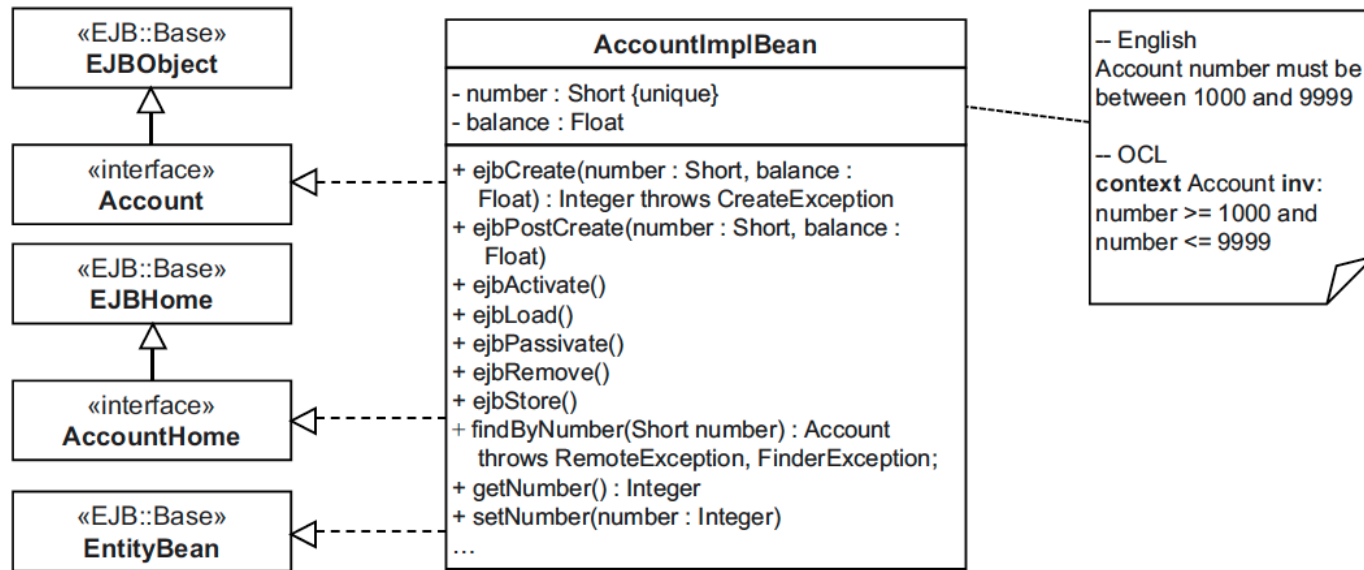 «EJB::Base»
EJBObject
«interface»
Account
«EJB::Base»
EJBHome
«interface»
AccountHome
«EJB::Base»
EntityBean
AccountImplBean
- number : Short {unique}
- balance : Float
+ ejbCreate(number : Short, balance :
Float) : Integer throws CreateException
+ ejbPostCreate(number : Short, balance :
Float)
+ ejbActivate()
+ ejbLoad()
+ ejbPassivate()
+ ejbRemove()
+ ejbStore()
+ findByNumber(Short number) : Account
throws RemoteException, FinderException;
+ getNumber() : Integer
+ setNumber(number : Integer)
...
-- English
Account number must be
between 1000 and 9999
-- OCL
context Account inv:
number >= 1000 and
number <= 9999